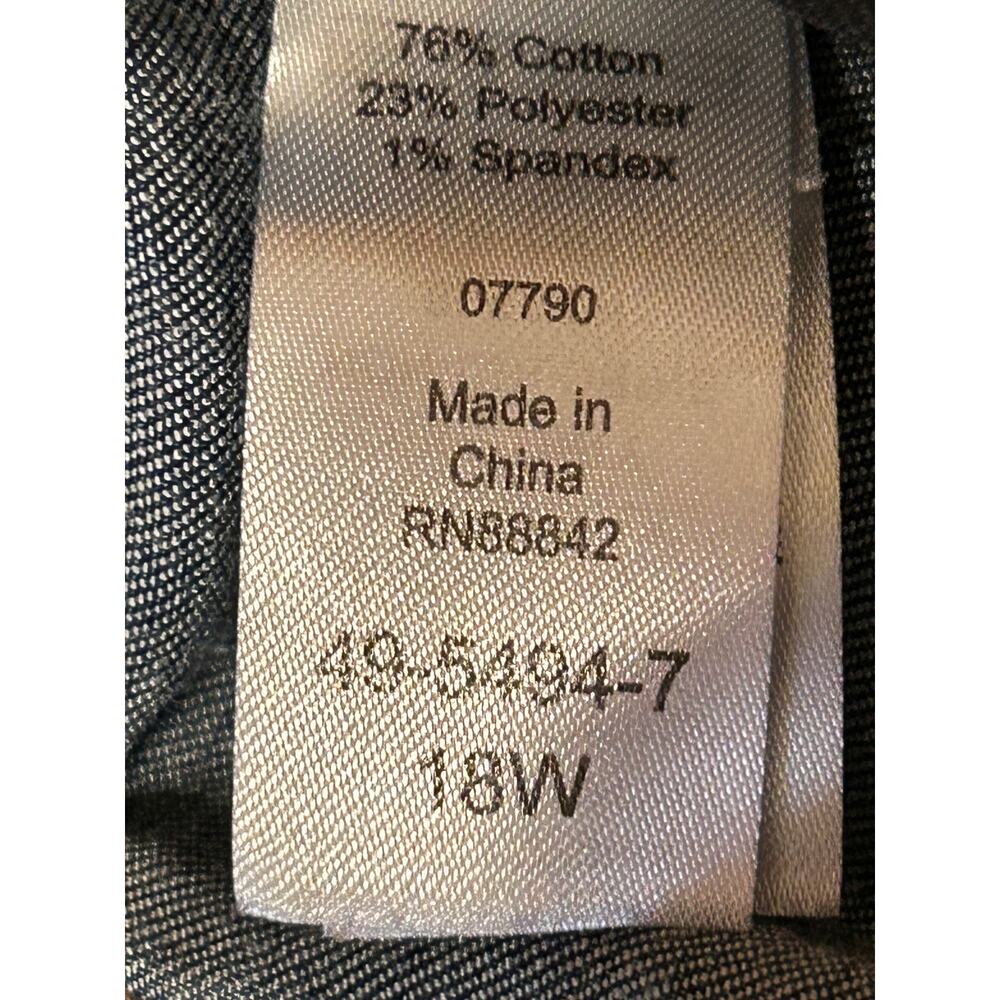 76% Cotton
23% Polyester
1% Spandex
07790
Made in
China
RN88842
49-5494-7
18W